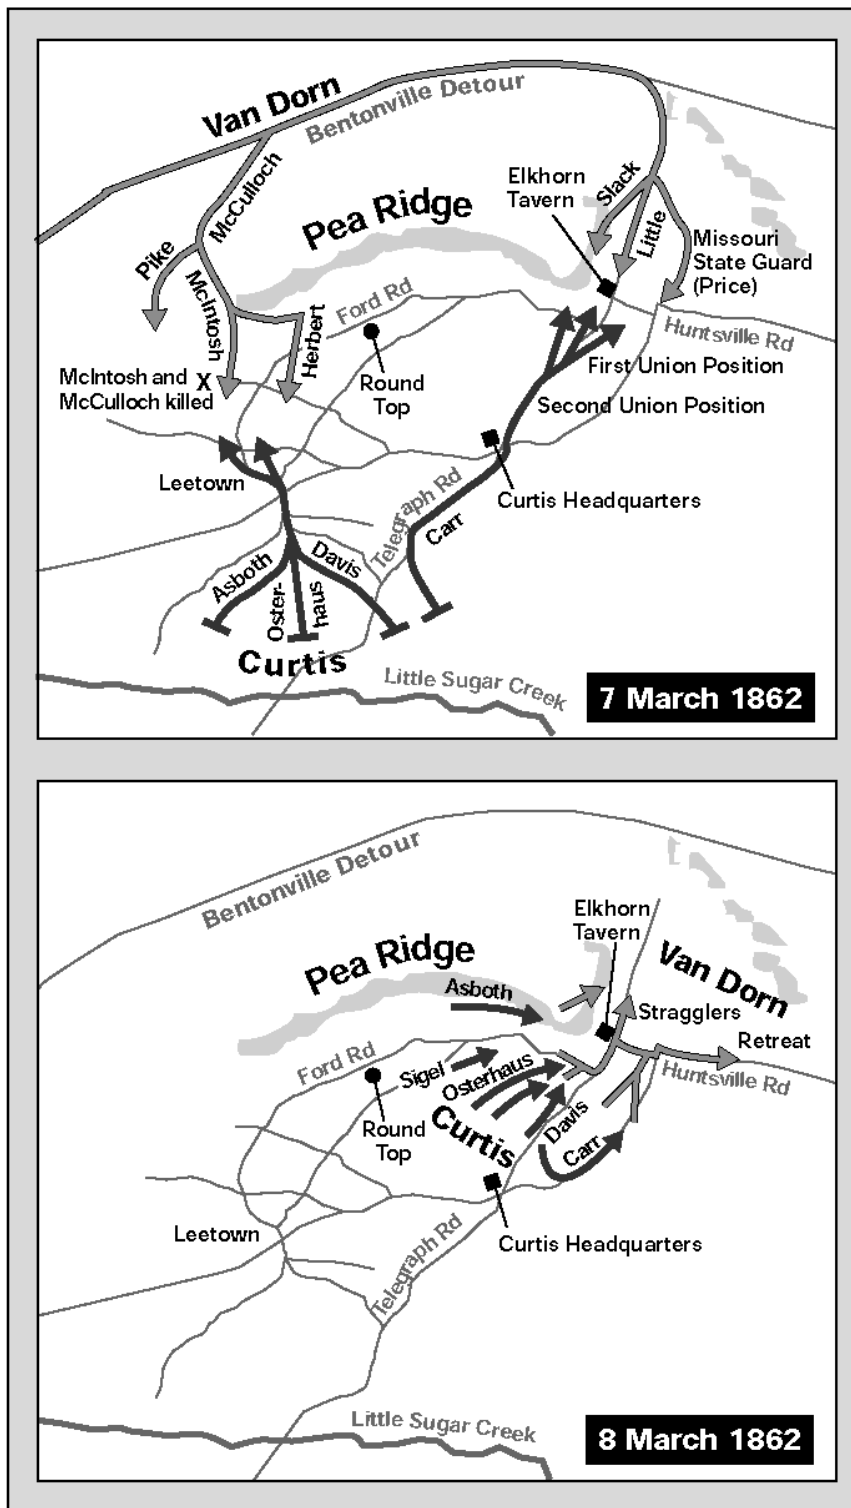 Van Dorn
Bentonville Detour
McCulloch
Pike
McIntosh
Herbert
Pea Ridge
Elkhorn
Tavern
Slack
Little
Missouri
State Guard
(Price)
Ford Rd
Huntsville Rd
Round
Top
McIntosh and X
McCulloch killed
First Union Position
Second Union Position
Leetown
Curtis Headquarters
Telegraph Rd
Carr
Asboth
Oster-
haus
Davis
Curtis
Little Sugar Creek
7 March 1862
Bentonville Detour
Elkhorn
Tavern
Pea Ridge
Van Dorn
Asboth
Stragglers
Retreat
Ford Rd
Sigel
Osterhaus
Huntsville Rd
Round
Top
Curtis
Davis
Carr
Leetown
Telegraph Rd
Curtis Headquarters
Little Sugar Creek
8 March 1862